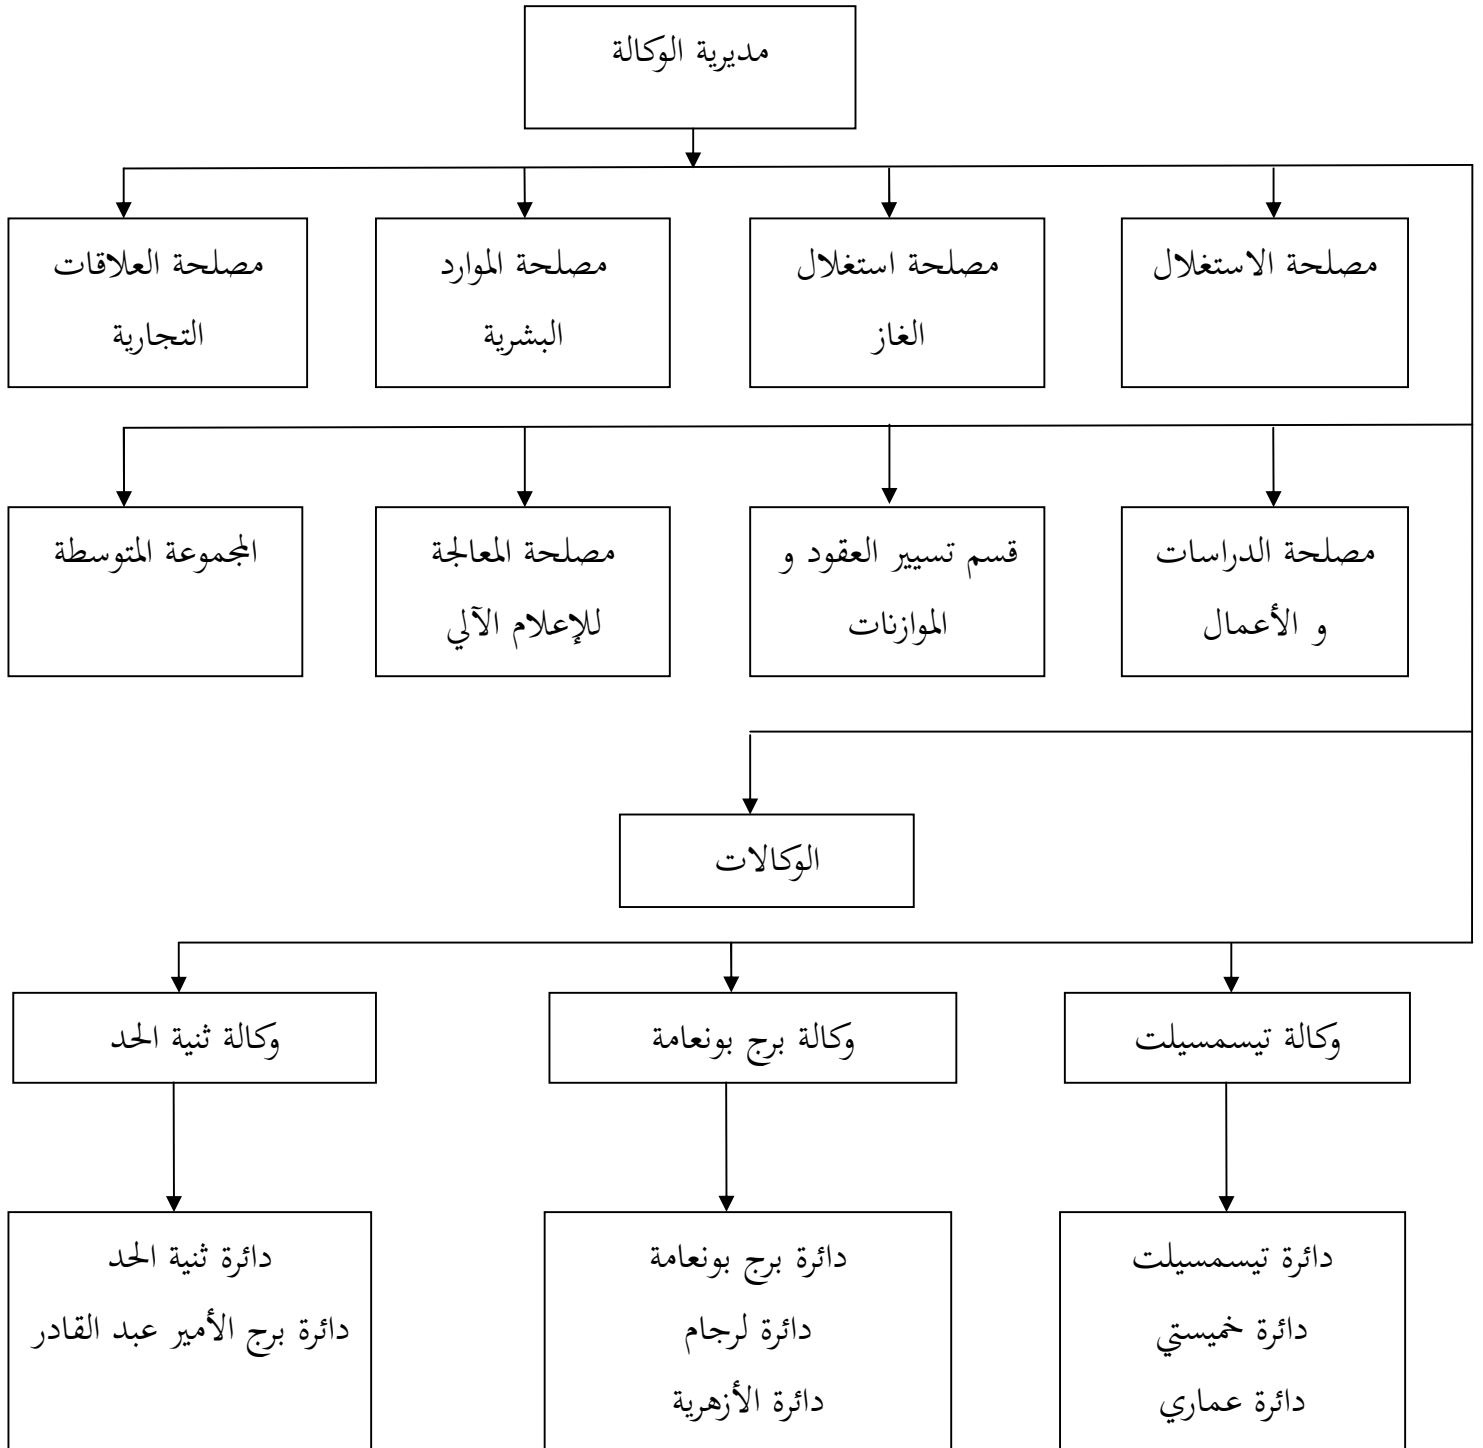 مديرية الوكالة
مصلحة الاستغلال
مصلحة استغلال
الغاز
مصلحة الموارد
البشرية
مصلحة العلاقات
التجارية
مصلحة الدراسات
و الأعمال
قسم تسيير العقود و
الموازنات
مصلحة المعالجة
للإعلام الآلي
المجموعة المتوسطة
الوكالات
وكالة تيسمسيلت
وكالة برج بونعامة
وكالة ثنية الحد
دائرة تيسمسيلت
دائرة خميستي
دائرة عماري
دائرة برج بونعامة
دائرة لرجام
دائرة الأزهرية
دائرة ثنية الحد
دائرة برج الأمير عبد القادر